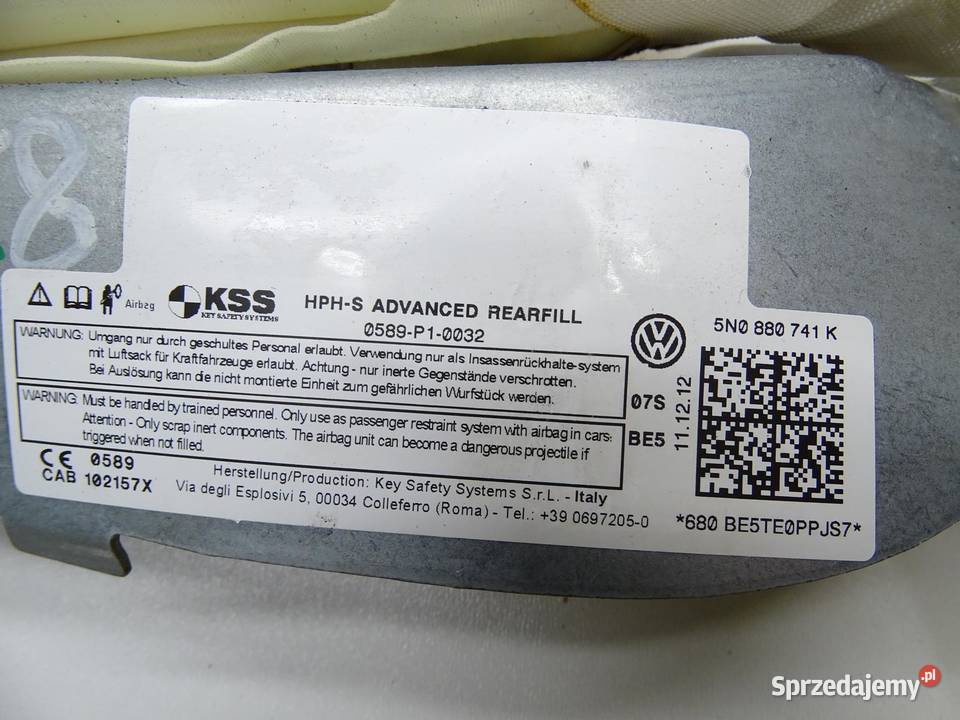 8
Airbag
KSS
KEY SAFETY SYSTEMS
HPH-S ADVANCED REARFILL
0589-P1-0032
WARNUNG: Umgang nur durch geschultes Personal erlaubt. Verwendung nur als Insassenrückhalte-system
mit Luftsack für Kraftfahrzeuge erlaubt. Achtung - nur inerte Gegenstände verschrotten.
Bei Auslösung kann die nicht montierte Einheit zum gefährlichen Wurfstück werden.
WARNING: Must be handled by trained personnel. Only use as passenger restraint system with airbag in cars.
Attention - Only scrap inert components. The airbag unit can become a dangerous projectile if
triggered when not filled.
CE 0589
CAB 102157X
Herstellung/Production: Key Safety Systems S.r.L. - Italy
Via degli Esplosivi 5, 00034 Colleferro (Roma) - Tel.: +39 0697205-0
VW
07S
BE5
11.12.12
5N0 880 741 K
*680 BE5TE0PPJS7*
Sprzedajemy.pl